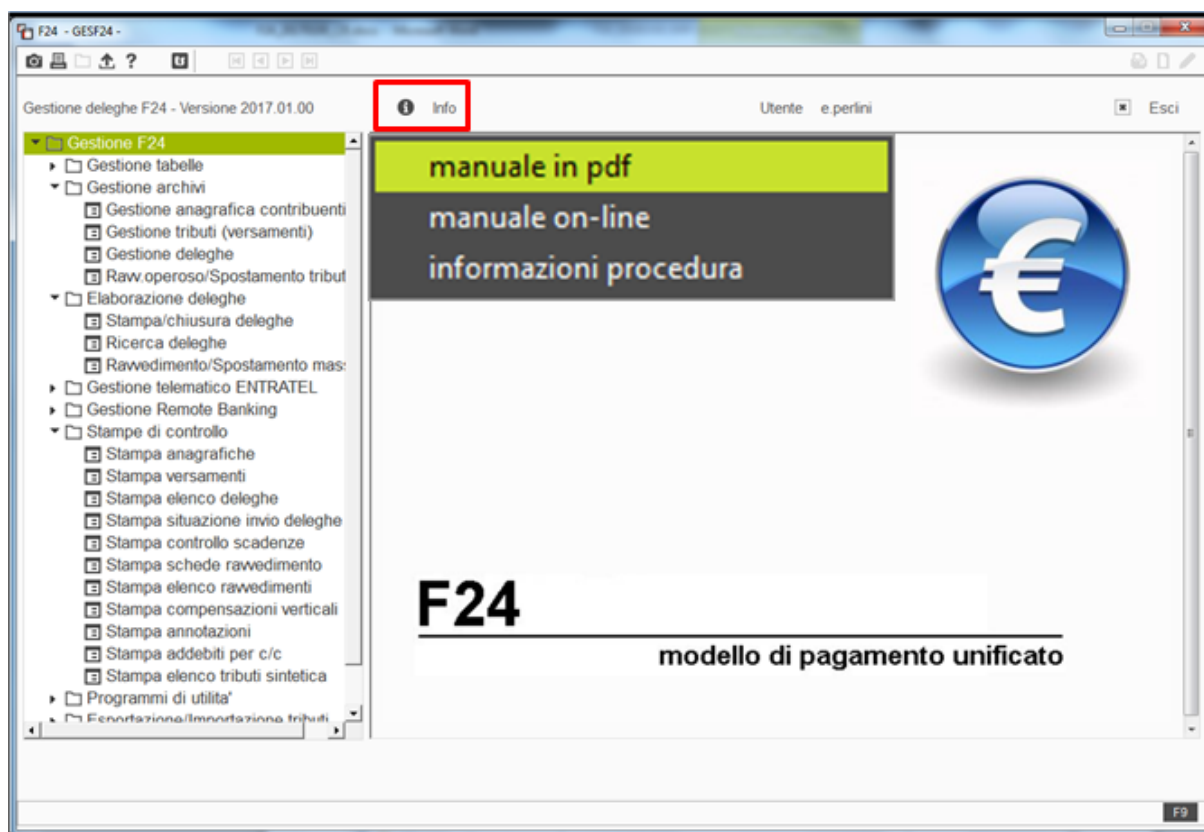 F24 - GESF24 -
Gestione deleghe F24 - Versione 2017.01.00
Info
Utente e.perlini
Esci
Gestione F24
Gestione tabelle
Gestione archivi
Gestione anagrafica contribuenti
Gestione tributi (versamenti)
Gestione deleghe
Ravv.operoso/Spostamento tribut
Elaborazione deleghe
Stampa/chiusura deleghe
Ricerca deleghe
Ravvedimento/Spostamento mas
Gestione telematico ENTRATEL
Gestione Remote Banking
Stampe di controllo
Stampa anagrafiche
Stampa versamenti
Stampa elenco deleghe
Stampa situazione invio deleghe
Stampa controllo scadenze
Stampa schede ravvedimento
Stampa elenco ravvedimenti
Stampa compensazioni verticali
Stampa annotazioni
Stampa addebiti per c/c
Stampa elenco tributi sintetica
Programmi di utilita'
Esportazione/Importazione tributi
manuale in pdf
manuale on-line
informazioni procedura
€
F24
modello di pagamento unificato
F9